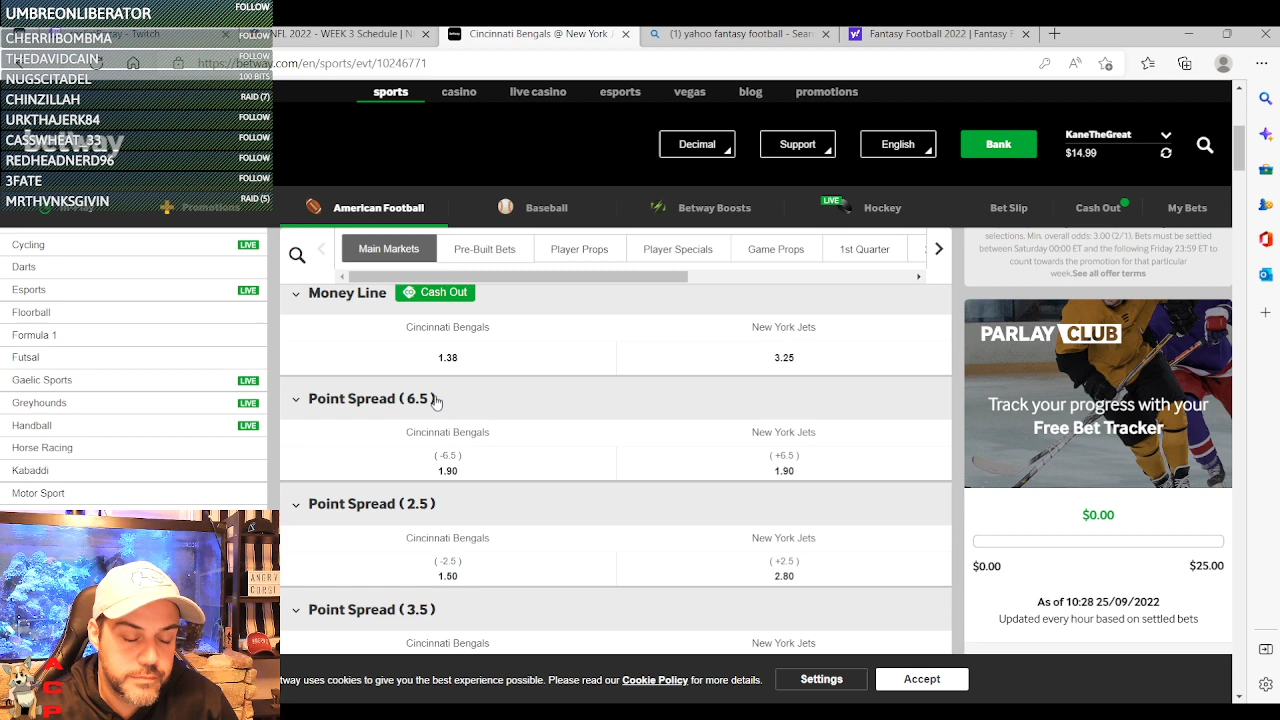 UMBREONLIBERATOR FOLLOW
CHERRIIBOMBMA FOLLOW
THEDAVIDCAIN_ FOLLOW
NUGSCITADEL 100 BITS
CHINZILLAH RAID (7)
URKTHAJERK84 FOLLOW
CASSWHEAT_33 FOLLOW
REDHEADNERD96 FOLLOW
3FATE FOLLOW
MRTHVNKSGIVIN RAID (5)
Twitch
NFL 2022 - WEEK 3 Schedule | N
Cincinnati Bengals @ New York
(1) yahoo fantasy football - Sear
Fantasy Football 2022 | Fantasy
https://betway.com/en/sports/evt/10246771
betway
sports casino live casino esports vegas blog promotions
Decimal Support English Bank
KaneTheGreat
$14.99
Promotions
American Football Baseball Betway Boosts LIVE Hockey Bet Slip Cash Out My Bets
Cycling LIVE
Darts
Esports LIVE
Floorball
Formula 1
Futsal
Gaelic Sports LIVE
Greyhounds LIVE
Handball LIVE
Horse Racing
Kabaddi
Motor Sport
Main Markets Pre-Built Bets Player Props Player Specials Game Props 1st Quarter
Money Line Cash Out
Cincinnati Bengals New York Jets
1.38 3.25
Point Spread ( 6.5 )
Cincinnati Bengals New York Jets
( -6.5 ) ( +6.5 )
1.90 1.90
Point Spread ( 2.5 )
Cincinnati Bengals New York Jets
( -2.5 ) ( +2.5 )
1.50 2.80
Point Spread ( 3.5 )
Cincinnati Bengals New York Jets
selections. Min. overall odds: 3.00 (2/1). Bets must be settled
between Saturday 00:00 ET and the following Friday 23:59 ET to
count towards the promotion for that particular
week.See all offer terms
PARLAY CLUB
Track your progress with your
Free Bet Tracker
$0.00
$0.00 $25.00
As of 10:28 25/09/2022
Updated every hour based on settled bets
tway uses cookies to give you the best experience possible. Please read our Cookie Policy for more details. Settings Accept
A
C
P